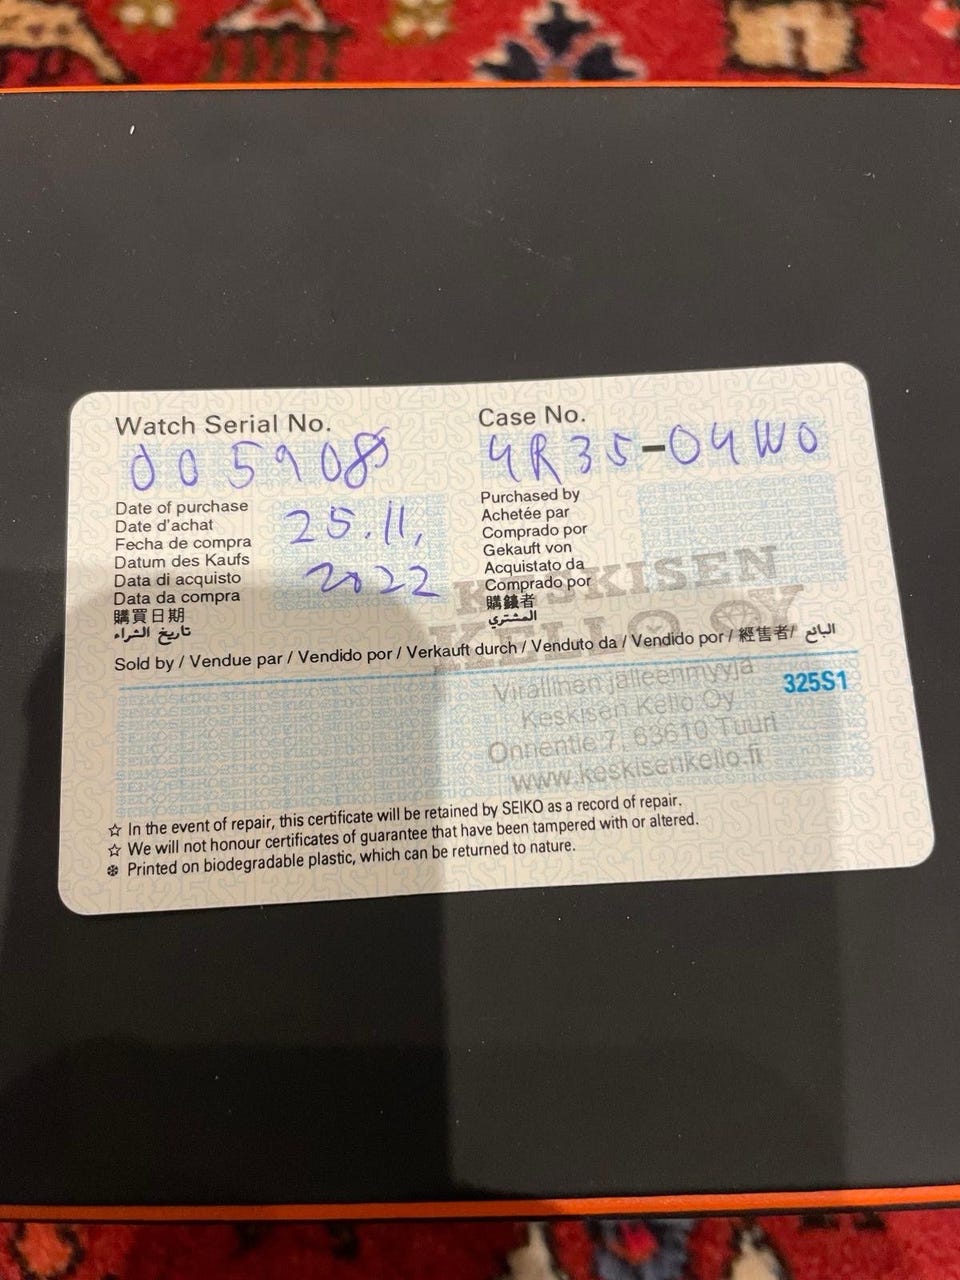 Watch Serial No.
005908
Case No.
4R35-04W0
Date of purchase
Date d'achat
Fecha de compra
Datum des Kaufs
Data di acquisto
Data da compra
購買日期
تاريخ الشراء
25.11.
2022
Purchased by
Achetée par
Comprado por
Gekauft von
Acquistato da
Comprado por
購錶者
المشتري
KESKISEN
KELLO OY
Sold by / Vendue par / Vendido por / Verkauft durch / Venduto da / Vendido por / 經售者/ البائع
325S1
Virallinen jälleenmyyjä
Keskisen Kello Oy
Onnentie 7, 63610 Tuuri
www.keskisenkello.fi
☆ In the event of repair, this certificate will be retained by SEIKO as a record of repair.
☆ We will not honour certificates of guarantee that have been tampered with or altered.
❄ Printed on biodegradable plastic, which can be returned to nature.